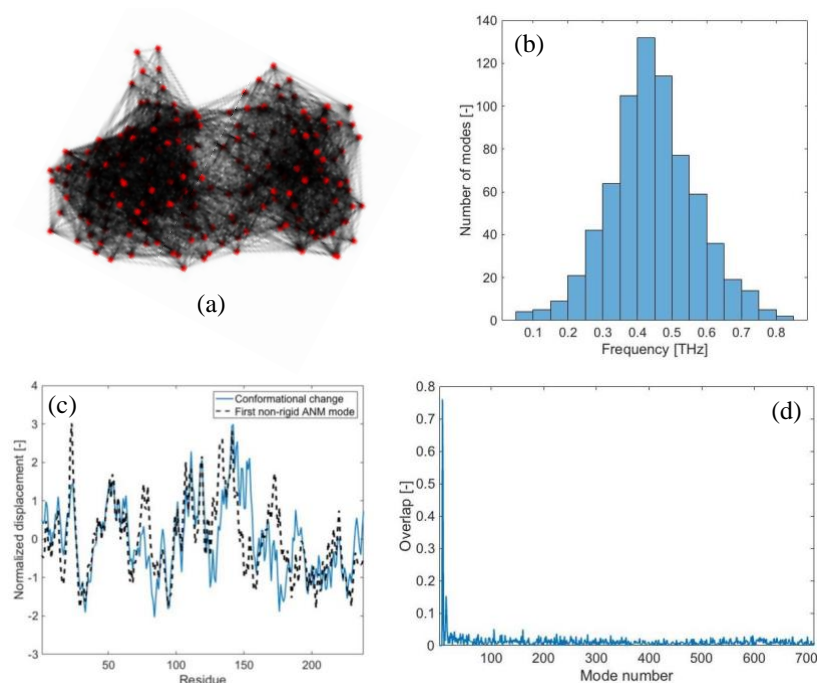 (a)
(b)
140
120
100
80
60
40
20
0
Number of modes [-]
0.1 0.2 0.3 0.4 0.5 0.6 0.7 0.8
Frequency [THz]
(c)
Conformational change
First non-rigid ANM mode
4
3
2
1
0
-1
-2
-3
Normalized displacement [-]
50 100 150 200
Residue
(d)
0.8
0.7
0.6
0.5
0.4
0.3
0.2
0.1
0
Overlap [-]
100 200 300 400 500 600 700
Mode number